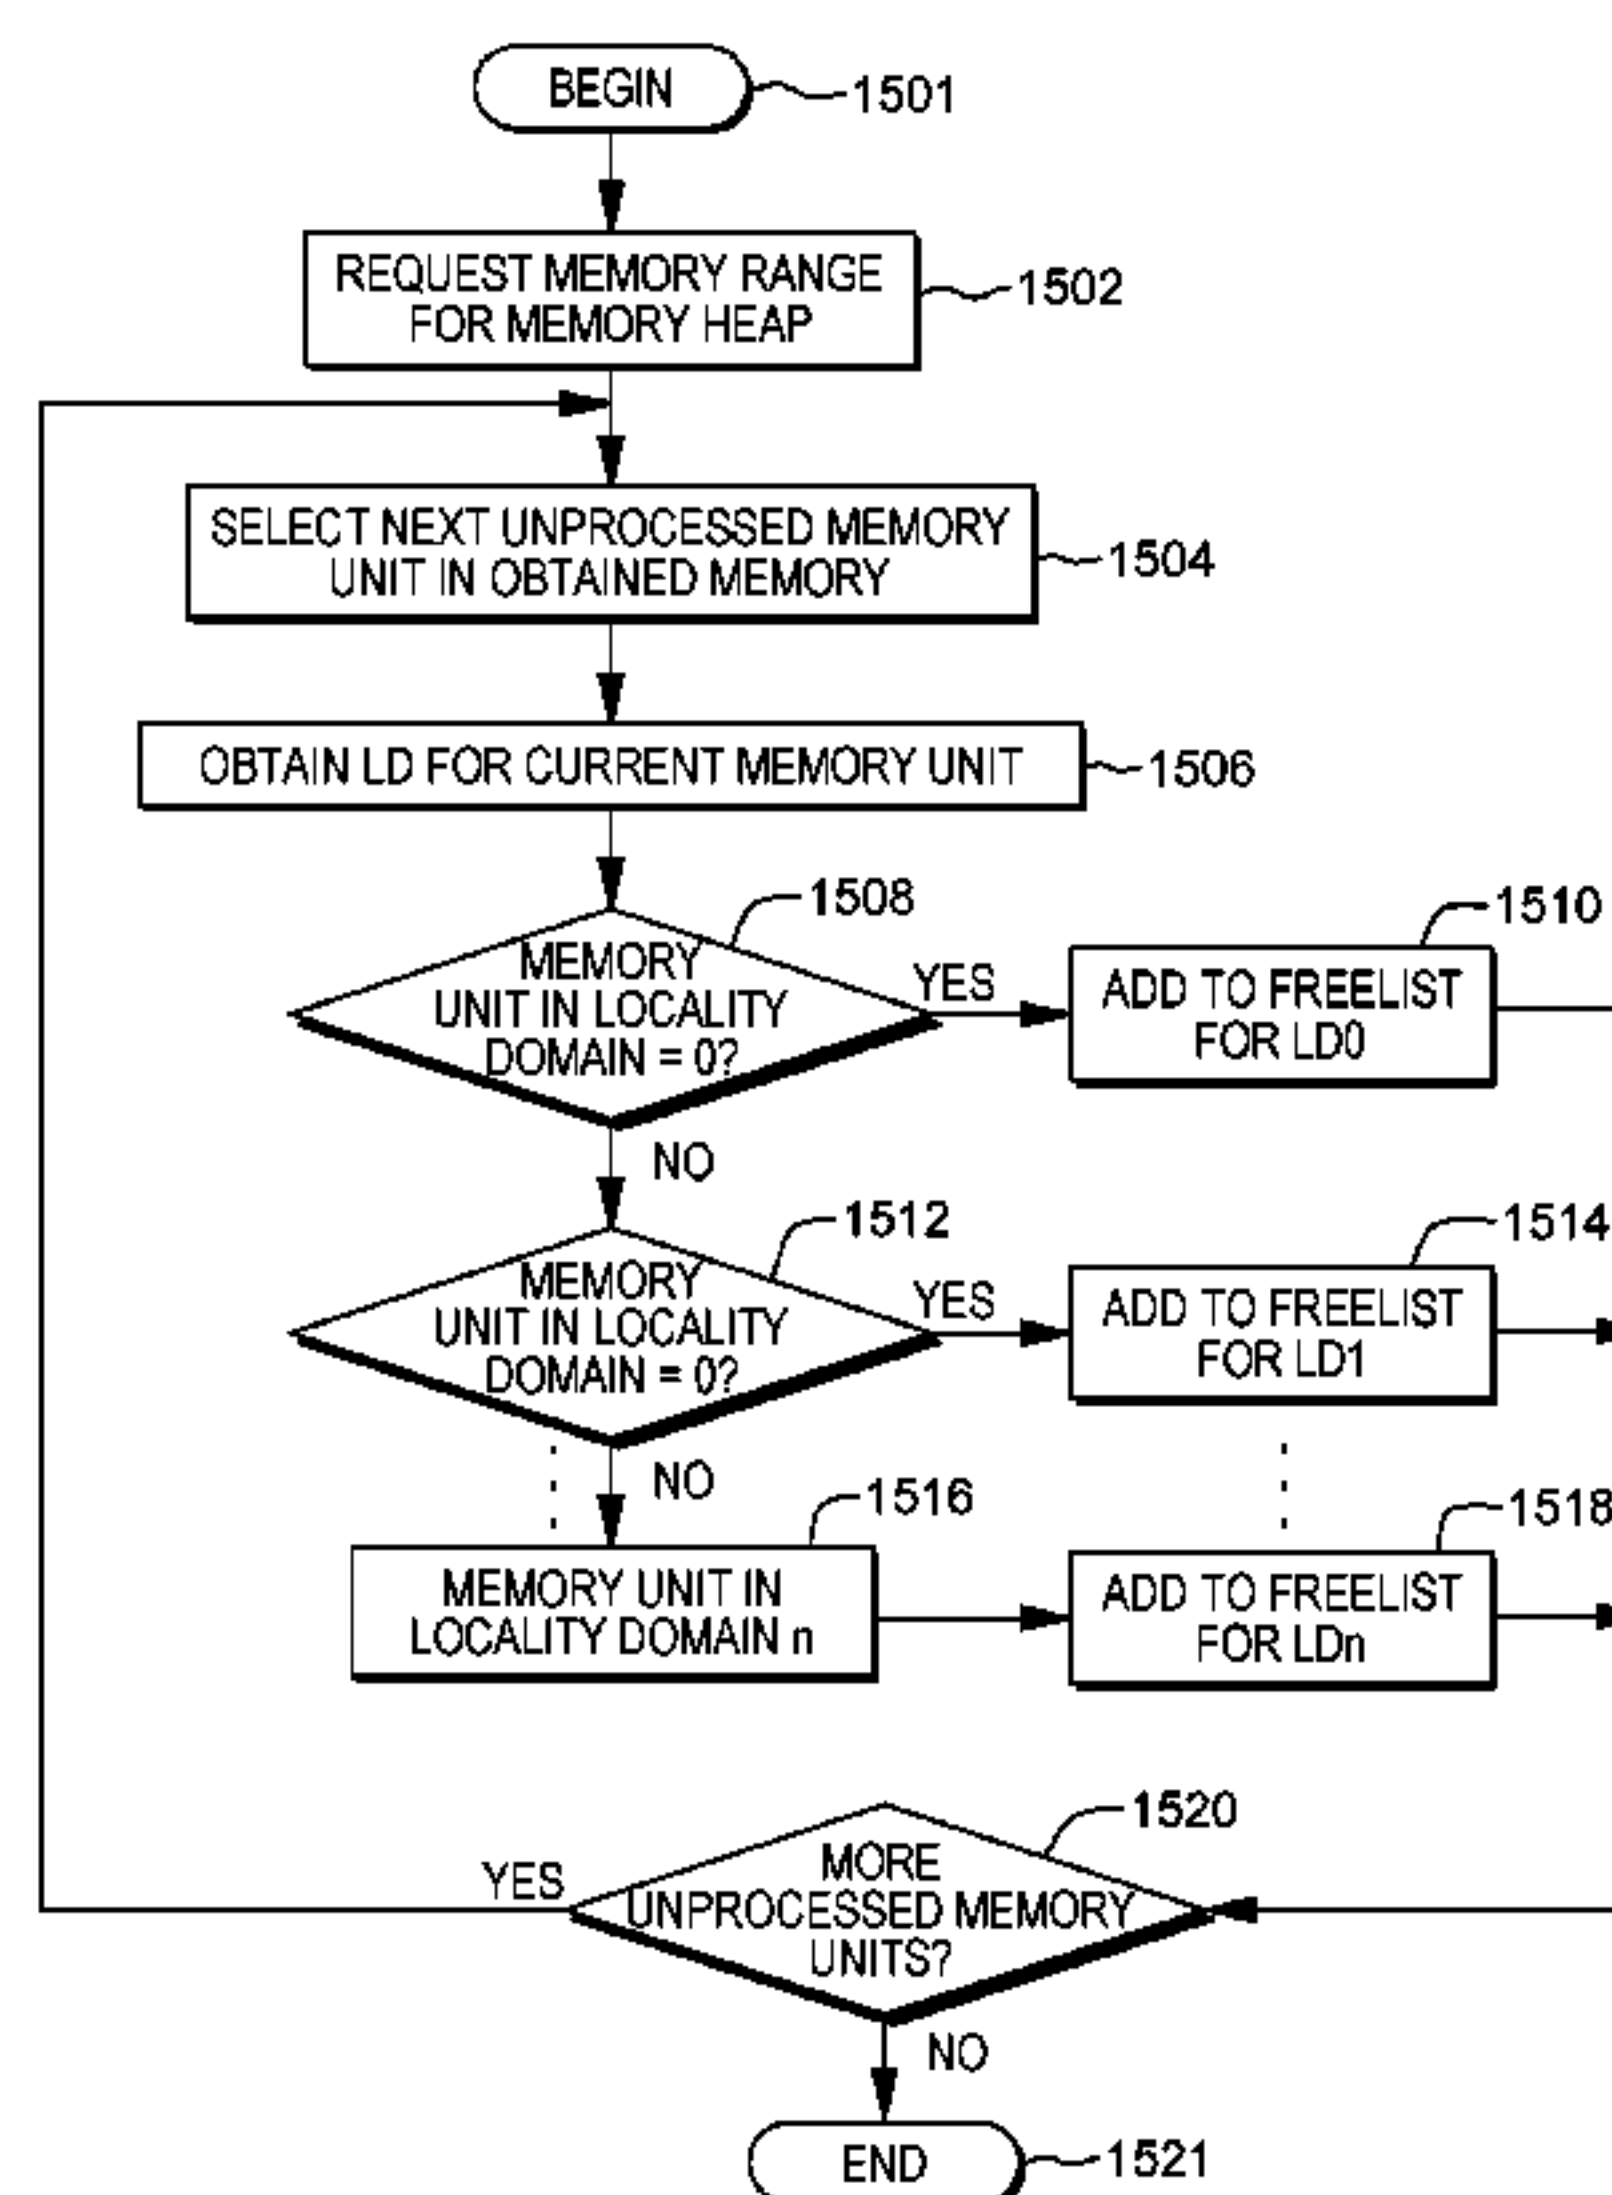 BEGIN
1501
REQUEST MEMORY RANGE
FOR MEMORY HEAP
1502
SELECT NEXT UNPROCESSED MEMORY
UNIT IN OBTAINED MEMORY
1504
OBTAIN LD FOR CURRENT MEMORY UNIT
1506
1508
MEMORY
UNIT IN LOCALITY
DOMAIN = 0?
YES
1510
ADD TO FREELIST
FOR LD0
NO
1512
MEMORY
UNIT IN LOCALITY
DOMAIN = 0?
YES
1514
ADD TO FREELIST
FOR LD1
NO
1516
MEMORY UNIT IN
LOCALITY DOMAIN n
1518
ADD TO FREELIST
FOR LDn
1520
MORE
UNPROCESSED MEMORY
UNITS?
YES
NO
END
1521